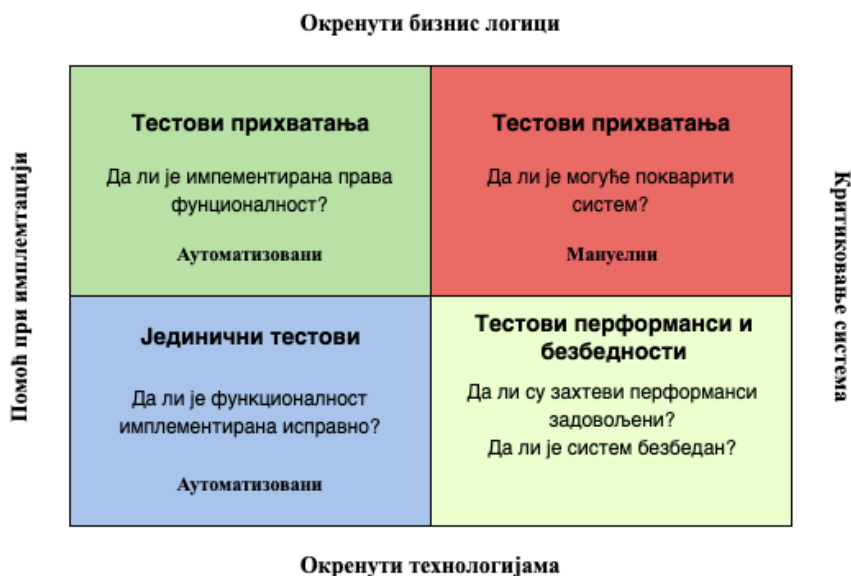 Окренути бизнис логици
Помоћ при имплемтацији
Тестови прихватања
Да ли је импементирана права
фунционалност?
Аутоматизовани
Тестови прихватања
Да ли је могуће покварити
систем?
Мануелни
Критиковање система
Јединични тестови
Да ли је функционалност
имплементирана исправно?
Аутоматизовани
Тестови перформанси и
безбедности
Да ли су захтеви перформанси
задовољени?
Да ли је систем безбедан?
Окренути технологијама